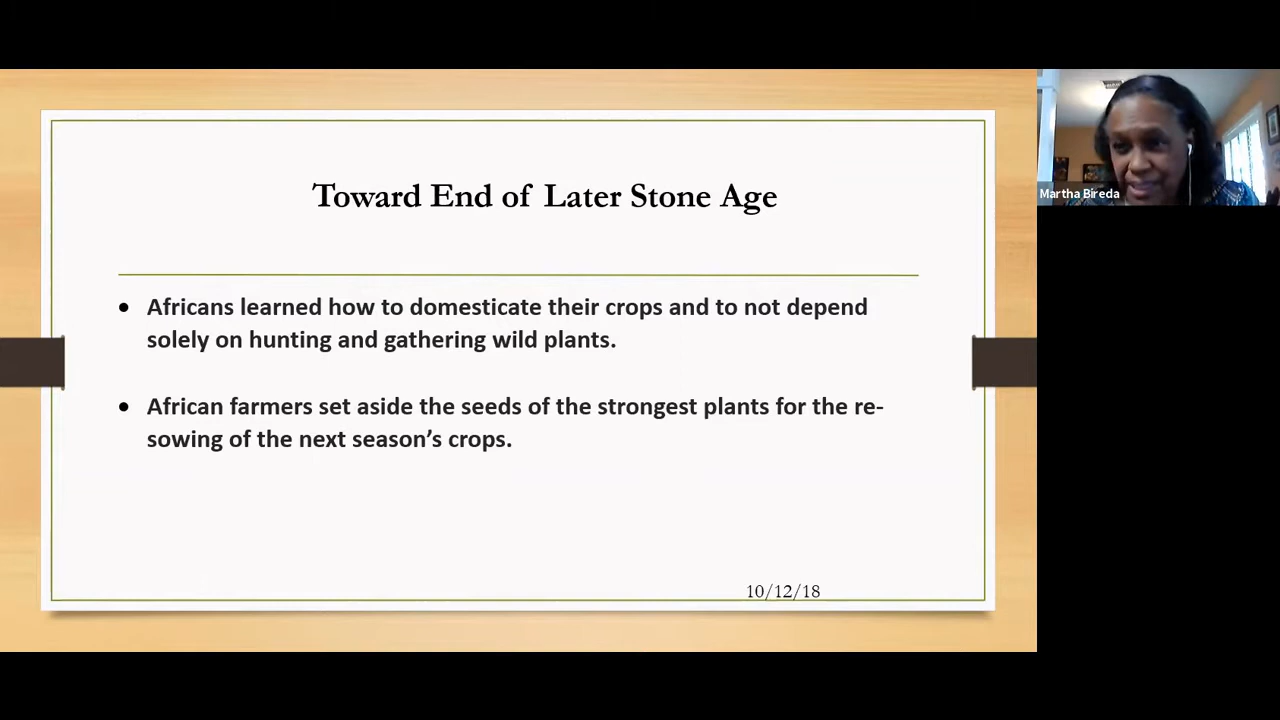 Toward End of Later Stone Age
Martha Bireda
• Africans learned how to domesticate their crops and to not depend
solely on hunting and gathering wild plants.
• African farmers set aside the seeds of the strongest plants for the re-
sowing of the next season’s crops.
10/12/18